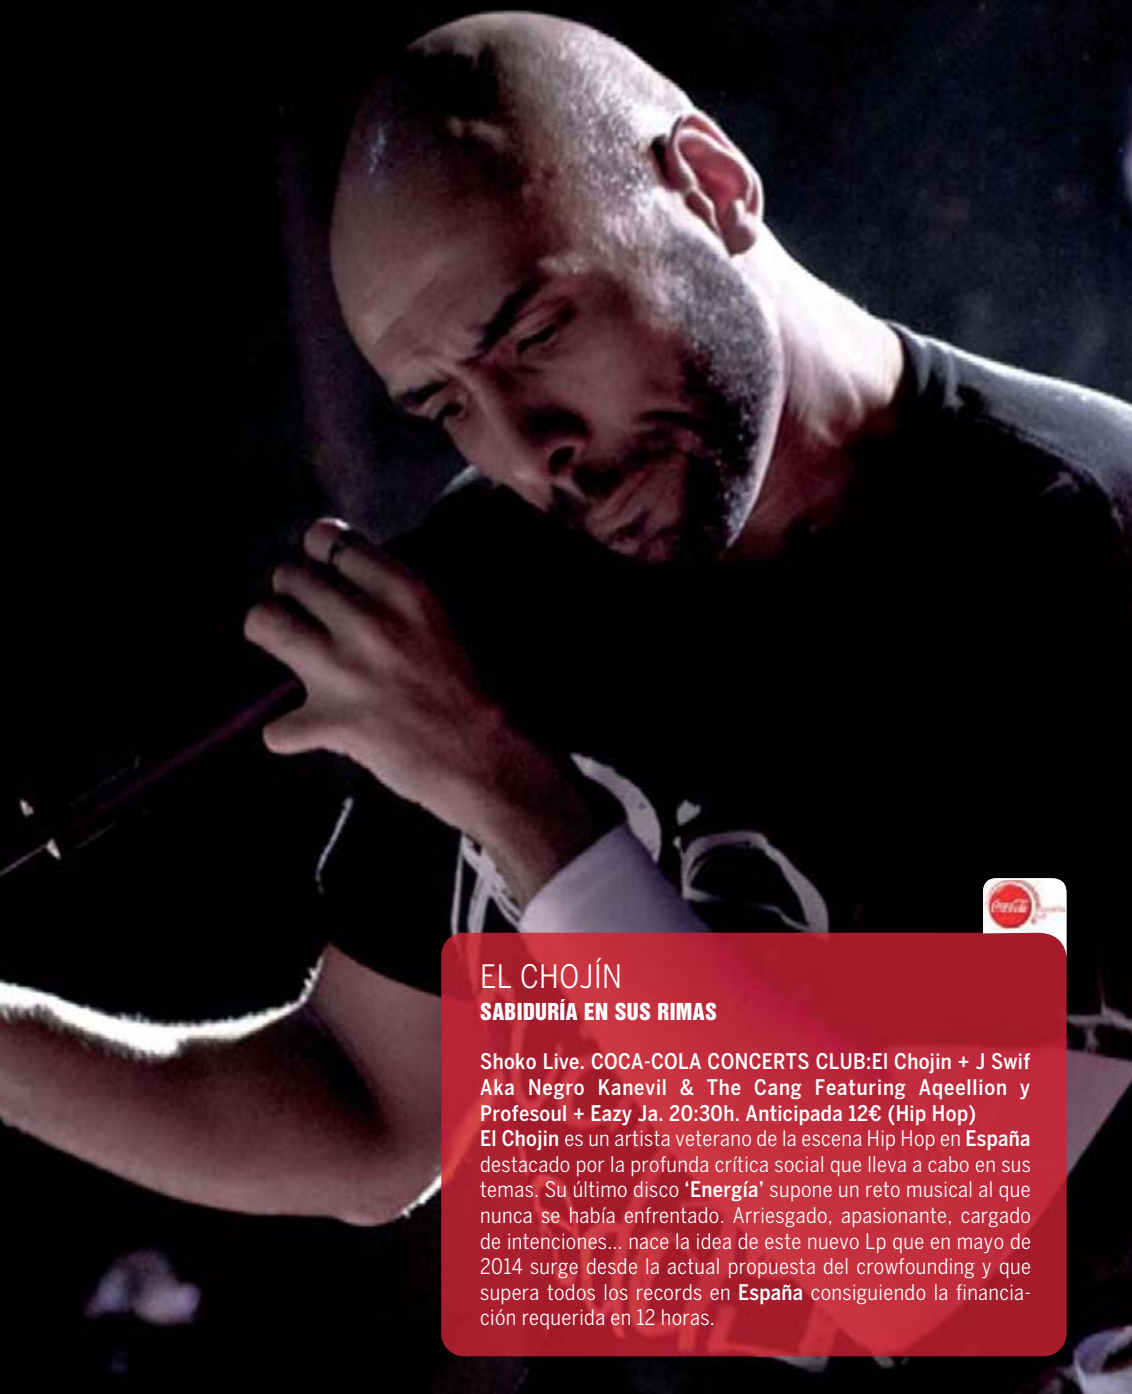 Coca-Cola
EL CHOJÍN
SABIDURÍA EN SUS RIMAS
Shoko Live. COCA-COLA CONCERTS CLUB:El Chojin + J Swif
Aka Negro Kanevil & The Cang Featuring Aqeellion y
Profesoul + Eazy Ja. 20:30h. Anticipada 12€ (Hip Hop)
El Chojin es un artista veterano de la escena Hip Hop en España
destacado por la profunda crítica social que lleva a cabo en sus
temas. Su último disco ‘Energía’ supone un reto musical al que
nunca se había enfrentado. Arriesgado, apasionante, cargado
de intenciones... nace la idea de este nuevo Lp que en mayo de
2014 surge desde la actual propuesta del crowfounding y que
supera todos los records en España consiguiendo la financia-
ción requerida en 12 horas.